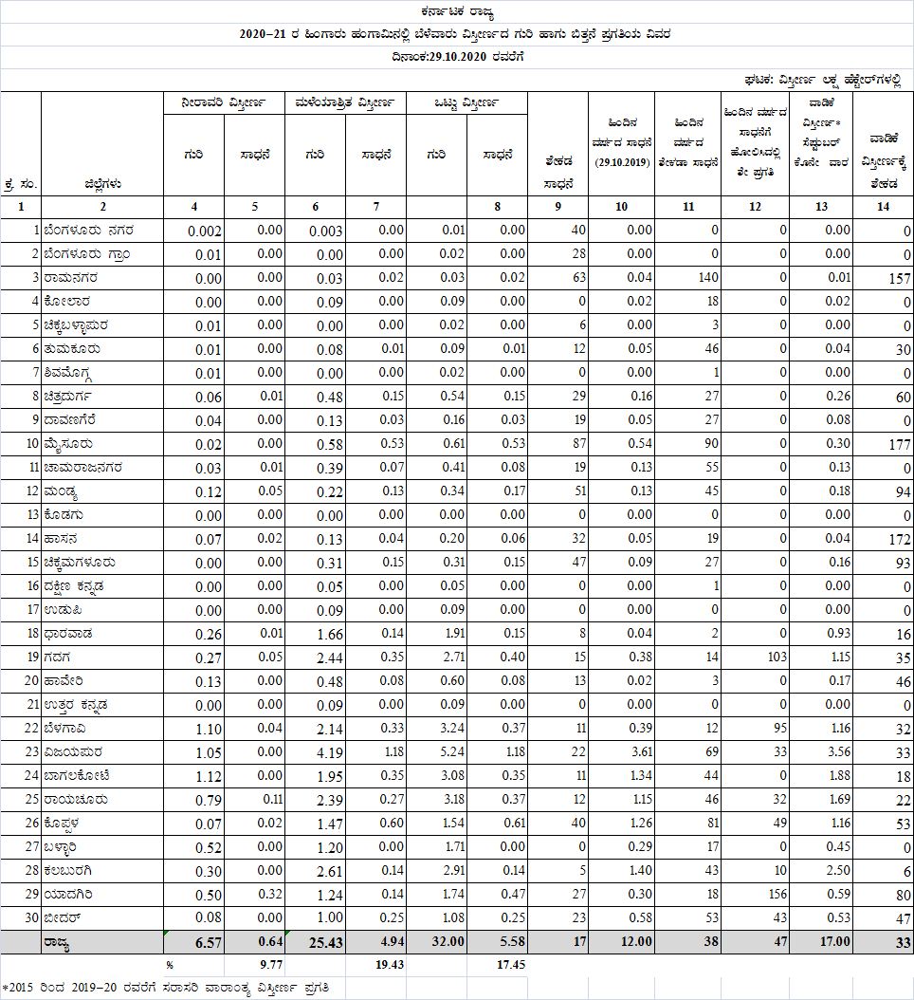 ಕರ್ನಾಟಕ ರಾಜ್ಯ
2020-21 ರ ಹಿಂಗಾರು ಹಂಗಾಮಿನಲ್ಲಿ ಬೆಳೆವಾರು ವಿಸ್ತೀರ್ಣದ ಗುರಿ ಹಾಗು ಬಿತ್ತನೆ ಪ್ರಗತಿಯ ವಿವರ
ದಿನಾಂಕ:29.10.2020 ರವರೆಗೆ
ಘಟಕ: ವಿಸ್ತೀರ್ಣ ಲಕ್ಷ ಹೆಕ್ಟೇರ್‌ಗಳಲ್ಲಿ
ಕ್ರ. ಸಂ. ಜಿಲ್ಲೆಗಳು ನೀರಾವರಿ ವಿಸ್ತೀರ್ಣ ಮಳೆಯಾಶ್ರಿತ ವಿಸ್ತೀರ್ಣ ಒಟ್ಟು ವಿಸ್ತೀರ್ಣ ಶೇಕಡ ಸಾಧನೆ ಹಿಂದಿನ ವರ್ಷದ ಸಾಧನೆ (29.10.2019) ಹಿಂದಿನ ವರ್ಷದ ಶೇಕಡಾ ಸಾಧನೆ ಹಿಂದಿನ ವರ್ಷದ ಸಾಧನೆಗೆ ಹೋಲಿಸಿದಲ್ಲಿ ಶೇ ಪ್ರಗತಿ ವಾಡಿಕೆ ವಿಸ್ತೀರ್ಣ* ಸೆಪ್ಟಂಬರ್ ಕೊನೇ ವಾರ ವಾಡಿಕೆ ವಿಸ್ತೀರ್ಣಕ್ಕೆ ಶೇಕಡ
ಗುರಿ ಸಾಧನೆ ಗುರಿ ಸಾಧನೆ ಗುರಿ ಸಾಧನೆ
1 2 4 5 6 7 8 9 10 11 12 13 14
1 ಬೆಂಗಳೂರು ನಗರ 0.002 0.00 0.003 0.00 0.01 0.00 40 0.00 0 0 0.00 0
2 ಬೆಂಗಳೂರು ಗ್ರಾಂ 0.01 0.00 0.00 0.00 0.02 0.00 28 0.00 0 0 0.00 0
3 ರಾಮನಗರ 0.00 0.00 0.03 0.02 0.03 0.02 63 0.04 140 0 0.01 157
4 ಕೋಲಾರ 0.00 0.00 0.09 0.00 0.09 0.00 0 0.02 18 0 0.02 0
5 ಚಿಕ್ಕಬಳ್ಳಾಪುರ 0.01 0.00 0.00 0.00 0.02 0.00 6 0.00 3 0 0.00 0
6 ತುಮಕೂರು 0.01 0.00 0.08 0.01 0.09 0.01 12 0.05 46 0 0.04 30
7 ಶಿವಮೊಗ್ಗ 0.01 0.00 0.00 0.00 0.02 0.00 0 0.00 1 0 0.00 0
8 ಚಿತ್ರದುರ್ಗ 0.06 0.01 0.48 0.15 0.54 0.15 29 0.16 27 0 0.26 60
9 ದಾವಣಗೆರೆ 0.04 0.00 0.13 0.03 0.16 0.03 19 0.05 27 0 0.08 0
10 ಮೈಸೂರು 0.02 0.00 0.58 0.53 0.61 0.53 87 0.54 90 0 0.30 177
11 ಚಾಮರಾಜನಗರ 0.03 0.01 0.39 0.07 0.41 0.08 19 0.13 55 0 0.13 0
12 ಮಂಡ್ಯ 0.12 0.05 0.22 0.13 0.34 0.17 51 0.13 45 0 0.18 94
13 ಕೊಡಗು 0.00 0.00 0.00 0.00 0.00 0.00 0 0.00 0 0 0.00 0
14 ಹಾಸನ 0.07 0.02 0.13 0.04 0.20 0.06 32 0.05 19 0 0.04 172
15 ಚಿಕ್ಕಮಗಳೂರು 0.00 0.00 0.31 0.15 0.31 0.15 47 0.09 27 0 0.16 93
16 ದಕ್ಷಿಣ ಕನ್ನಡ 0.00 0.00 0.05 0.00 0.05 0.00 0 0.00 1 0 0.00 0
17 ಉಡುಪಿ 0.00 0.00 0.09 0.00 0.09 0.00 0 0.00 0 0 0.00 0
18 ಧಾರವಾಡ 0.26 0.01 1.66 0.14 1.91 0.15 8 0.04 2 0 0.93 16
19 ಗದಗ 0.27 0.05 2.44 0.35 2.71 0.40 15 0.38 14 103 1.15 35
20 ಹಾವೇರಿ 0.13 0.00 0.48 0.08 0.60 0.08 13 0.02 3 0 0.17 46
21 ಉತ್ತರ ಕನ್ನಡ 0.00 0.00 0.09 0.00 0.09 0.00 0 0.00 0 0 0.00 0
22 ಬೆಳಗಾವಿ 1.10 0.04 2.14 0.33 3.24 0.37 11 0.39 12 95 1.16 32
23 ವಿಜಯಪುರ 1.05 0.00 4.19 1.18 5.24 1.18 22 3.61 69 33 3.56 33
24 ಬಾಗಲಕೋಟೆ 1.12 0.00 1.95 0.35 3.08 0.35 11 1.34 44 0 1.88 18
25 ರಾಯಚೂರು 0.79 0.11 2.39 0.27 3.18 0.37 12 1.15 46 32 1.69 22
26 ಕೊಪ್ಪಳ 0.07 0.02 1.47 0.60 1.54 0.61 40 1.26 81 49 1.16 53
27 ಬಳ್ಳಾರಿ 0.52 0.00 1.20 0.00 1.71 0.00 0 0.29 17 0 0.45 0
28 ಕಲಬುರಗಿ 0.30 0.00 2.61 0.14 2.91 0.14 5 1.40 43 10 2.50 6
29 ಯಾದಗಿರಿ 0.50 0.32 1.24 0.14 1.74 0.47 27 0.30 18 156 0.59 80
30 ಬೀದರ್ 0.08 0.00 1.00 0.25 1.08 0.25 23 0.58 53 43 0.53 47
ರಾಜ್ಯ 6.57 0.64 25.43 4.94 32.00 5.58 17 12.00 38 47 17.00 33
% 9.77 19.43 17.45
*2015 ರಿಂದ 2019-20 ರವರೆಗೆ ಸರಾಸರಿ ವಾರಾಂತ್ಯ ವಿಸ್ತೀರ್ಣ ಪ್ರಗತಿ